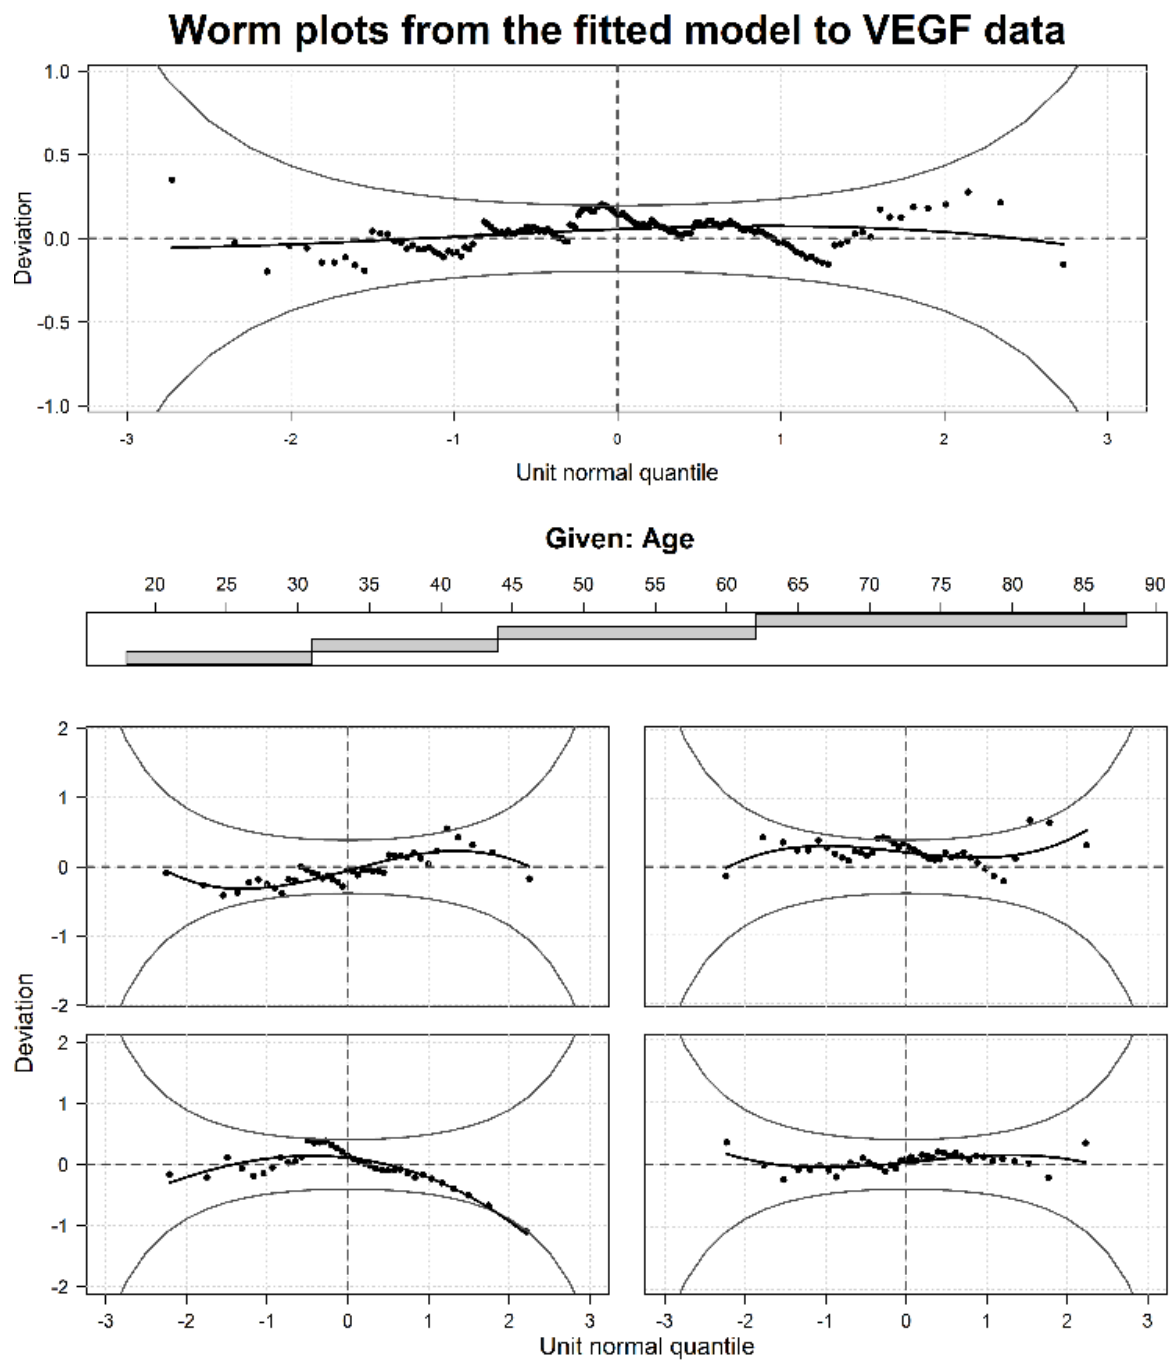 Worm plots from the fitted model to VEGF data
1.0
0.5
0.0
-0.5
-1.0
Deviation
-3 -2 -1 0 1 2 3
Unit normal quantile
Given: Age
20 25 30 35 40 45 50 55 60 65 70 75 80 85 90
2
1
0
-1
-2
Deviation
2
1
0
-1
-2
-3 -2 -1 0 1 2 3 -3 -2 -1 0 1 2 3
Unit normal quantile